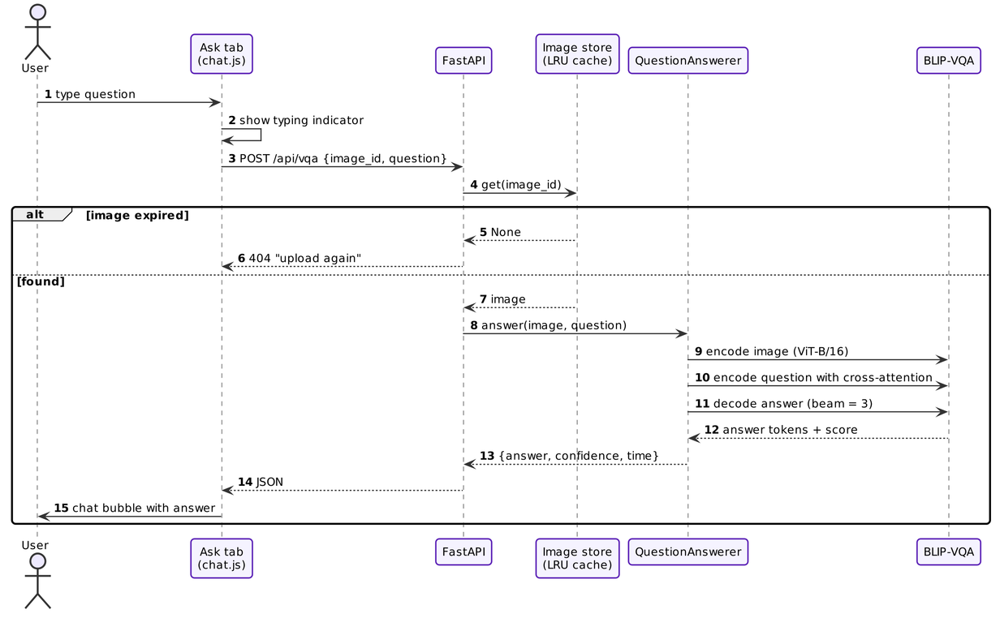 User
Ask tab
(chat.js)
FastAPI
Image store
(LRU cache)
QuestionAnswerer
BLIP-VQA
1 type question
2 show typing indicator
3 POST /api/vqa {image_id, question}
4 get(image_id)
alt [image expired]
5 None
6 404 "upload again"
[found]
7 image
8 answer(image, question)
9 encode image (ViT-B/16)
10 encode question with cross-attention
11 decode answer (beam = 3)
12 answer tokens + score
13 {answer, confidence, time}
14 JSON
15 chat bubble with answer
User
Ask tab
(chat.js)
FastAPI
Image store
(LRU cache)
QuestionAnswerer
BLIP-VQA